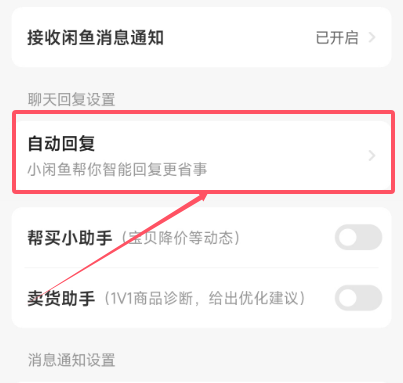 接收闲鱼消息通知 已开启
聊天回复设置
自动回复
小闲鱼帮你智能回复更省事
帮买小助手（宝贝降价等动态）
卖货助手（1V1商品诊断，给出优化建议）
消息通知设置